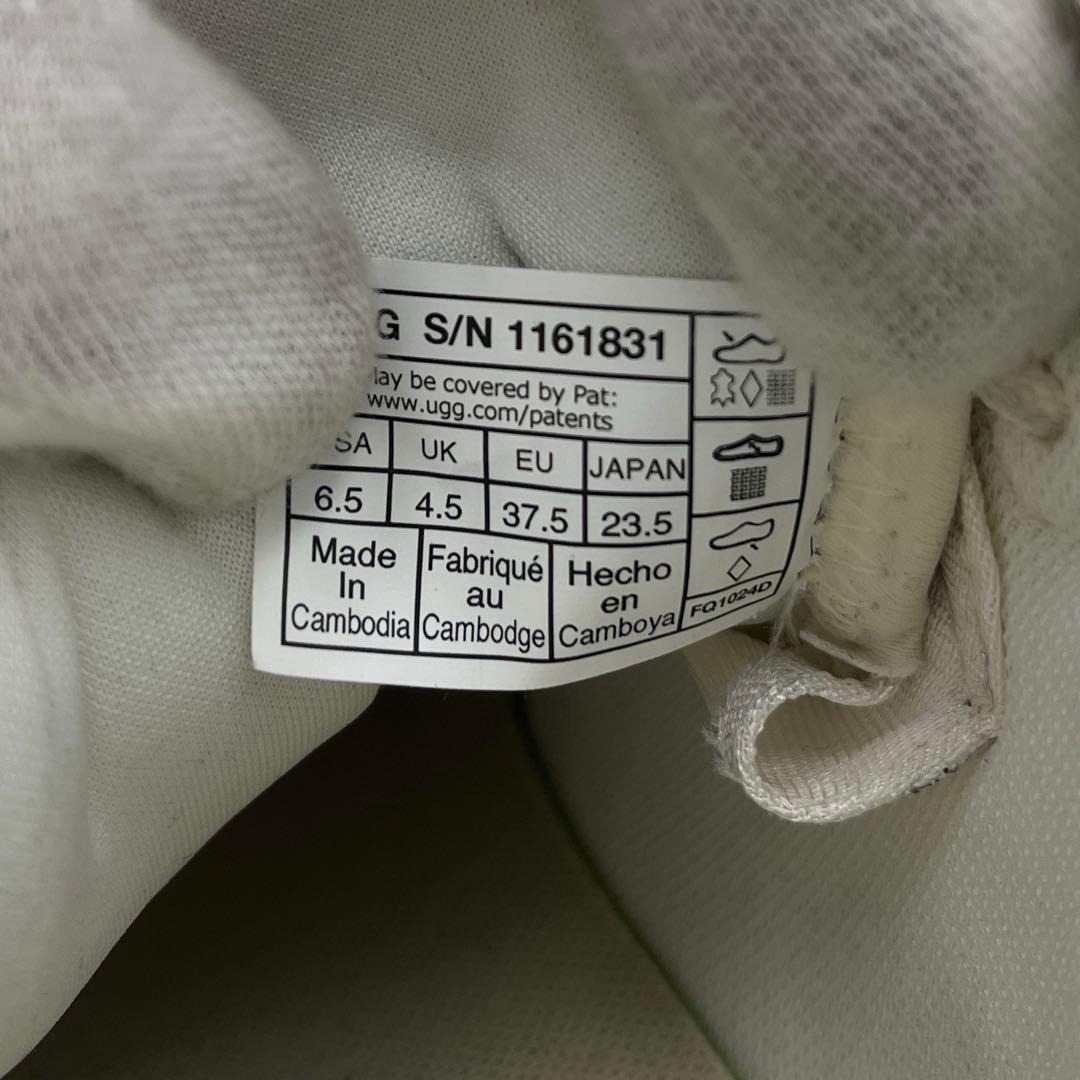 G S/N 1161831
lay be covered by Pat:
www.ugg.com/patents
SA UK EU JAPAN
6.5 4.5 37.5 23.5
Made
In
Cambodia
Fabriqué
au
Cambodge
Hecho
en
Camboya
FQ1024D